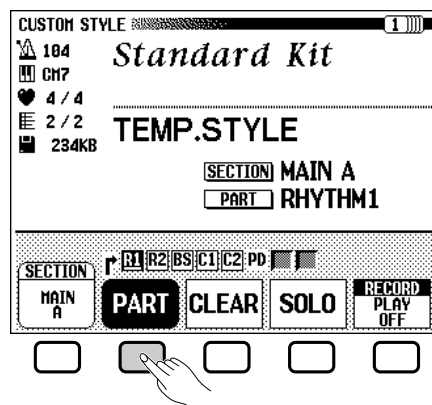 CUSTOM STYLE 1
104
CM7
4/4
2/2
234KB
Standard Kit
TEMP.STYLE
SECTION MAIN A
PART RHYTHM1
R1 R2 BS C1 C2 PD
SECTION
MAIN
A
PART
CLEAR
SOLO
RECORD
PLAY
OFF